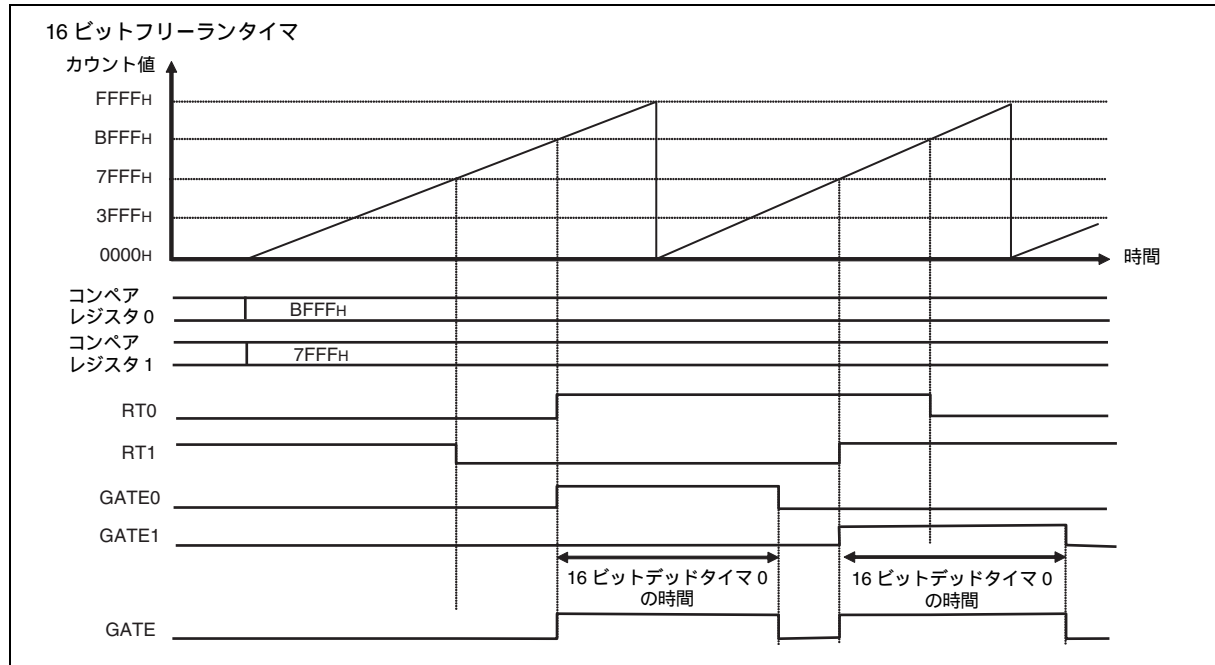 16 ビットフリーランタイマ
カウント値
FFFFH
BFFFH
7FFFH
3FFFH
0000H
時間
コンペア
レジスタ 0
BFFFH
コンペア
レジスタ 1
7FFFH
RT0
RT1
GATE0
GATE1
16 ビットデッドタイマ 0
の時間
16 ビットデッドタイマ 0
の時間
GATE